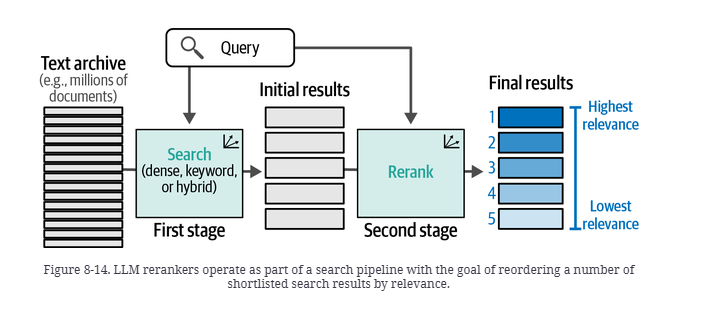 Query
Text archive
(e.g., millions of
documents)
Initial results
Final results
Search
(dense, keyword,
or hybrid)
First stage
Rerank
Second stage
1
2
3
4
5
Highest
relevance
Lowest
relevance
Figure 8-14. LLM rerankers operate as part of a search pipeline with the goal of reordering a number of
shortlisted search results by relevance.